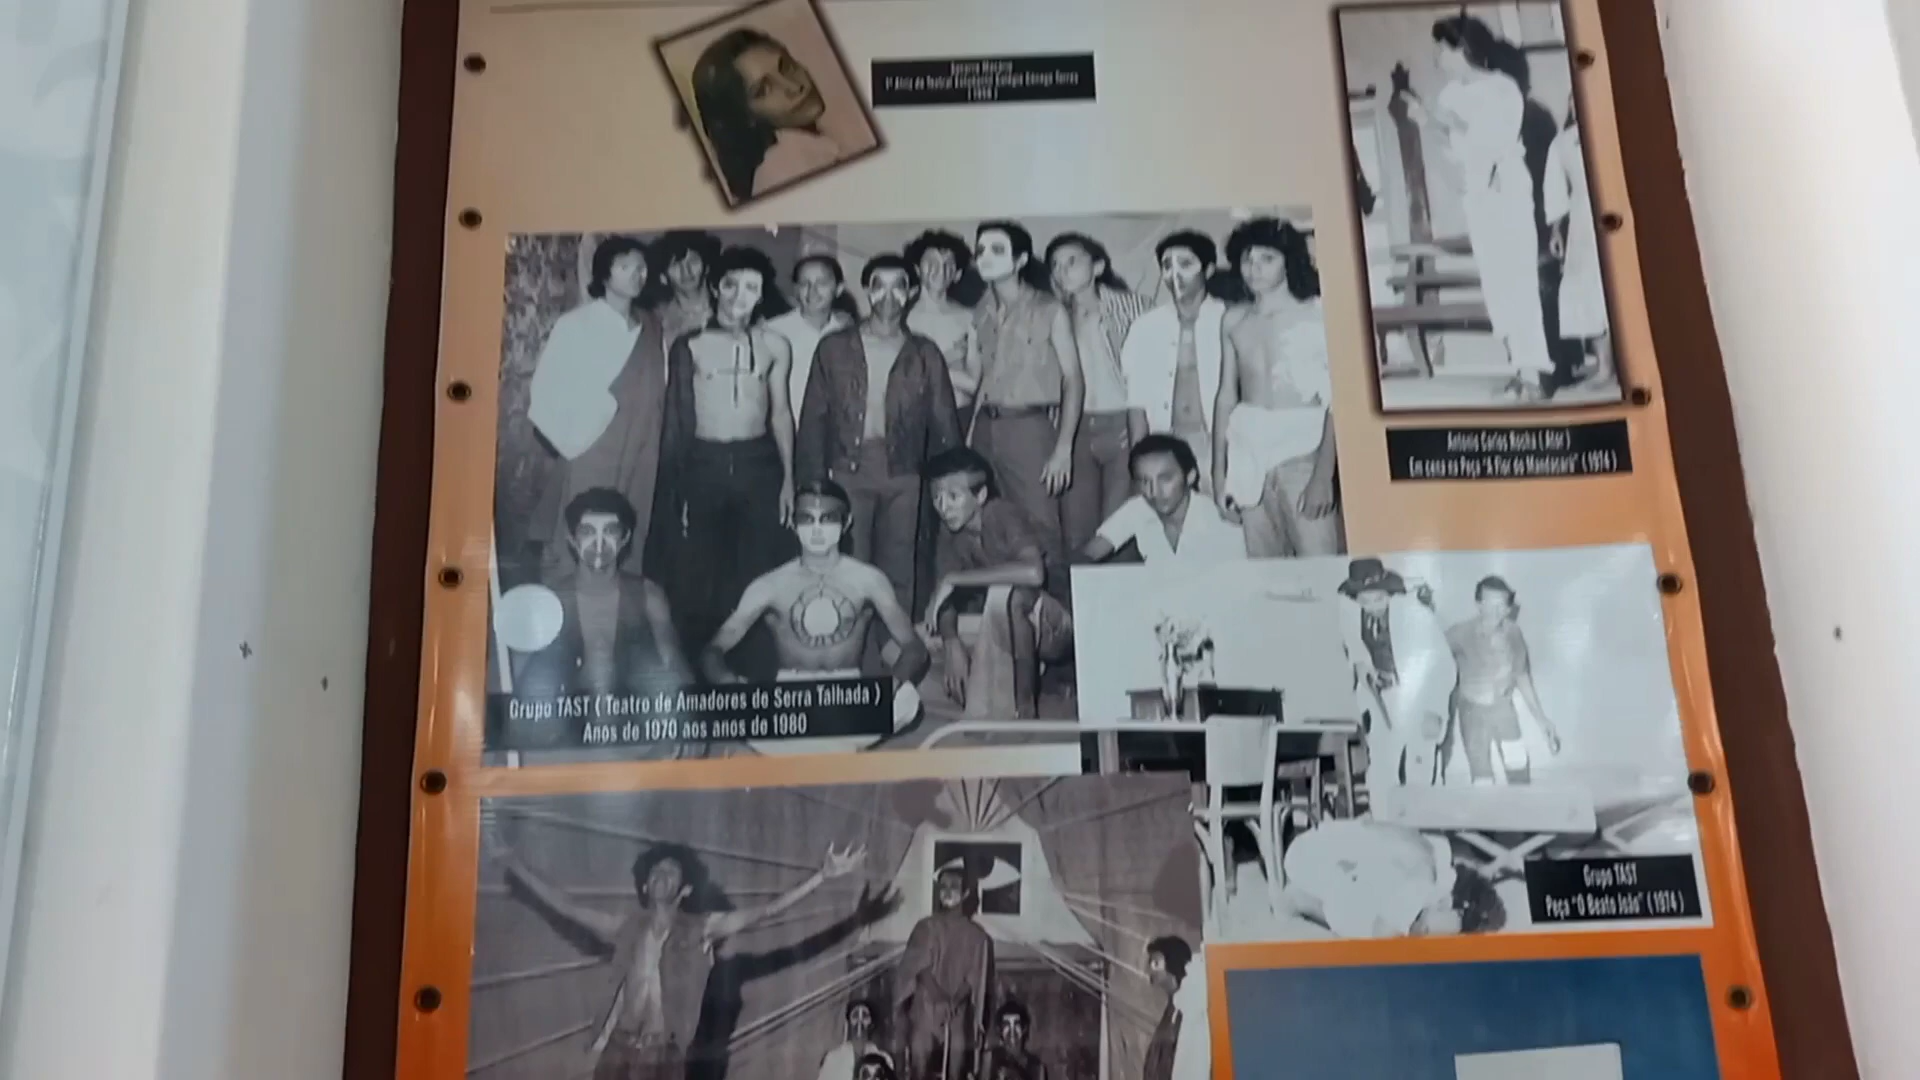 Grupo TAST ( Teatro de Amadores de Serra Talhada )
Anos de 1970 aos anos de 1980
Antonio Carlos Rocha ( Ator )
Em cena na Peça "A Flor do Mandacaru" ( 1974 )
Grupo TAST
Peça "O Beato João" ( 1974 )